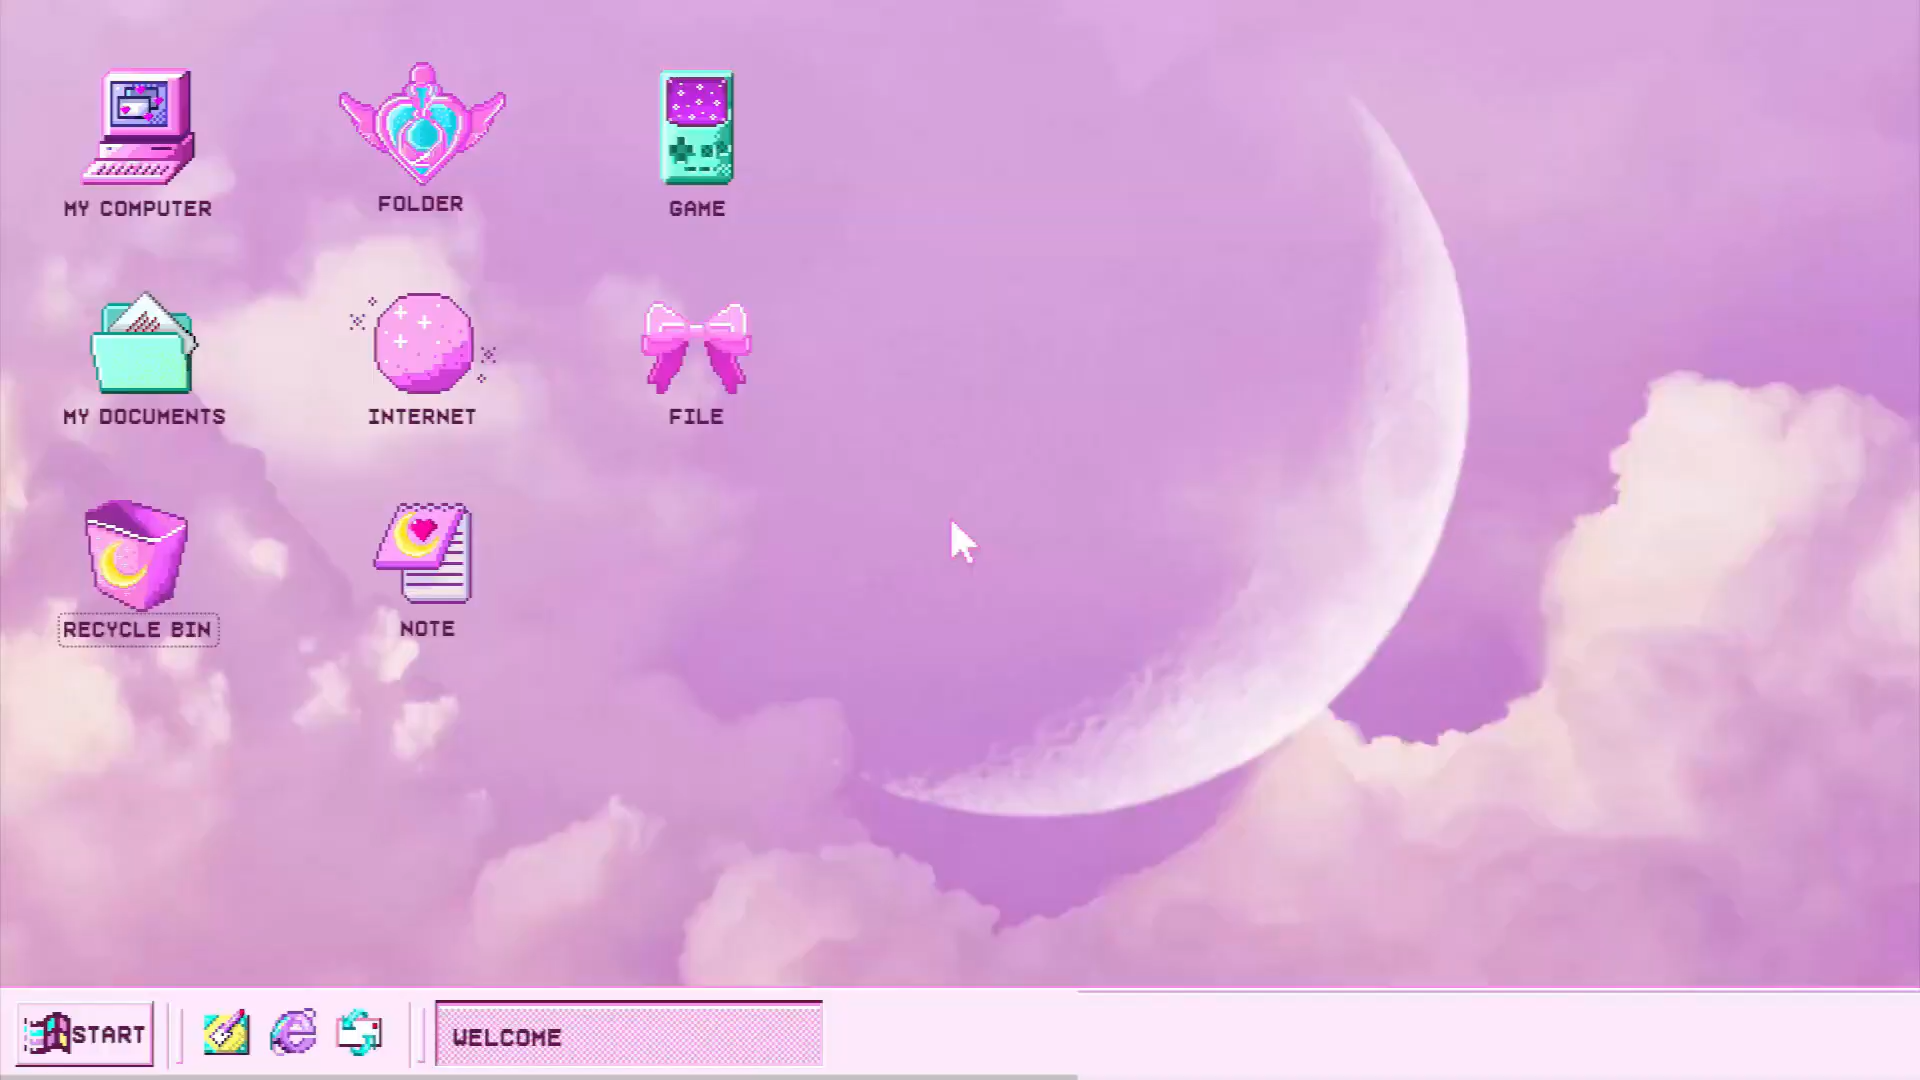 MY COMPUTER
FOLDER
GAME
MY DOCUMENTS
INTERNET
FILE
RECYCLE BIN
NOTE
START
WELCOME